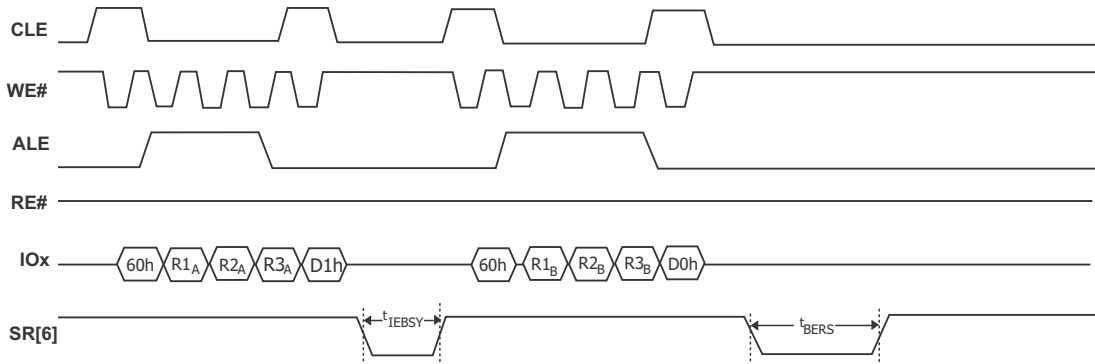 CLE
WE#
ALE
RE#
IOx 60h R1A R2A R3A D1h 60h R1B R2B R3B D0h
SR[6] tIEBSY tBERS